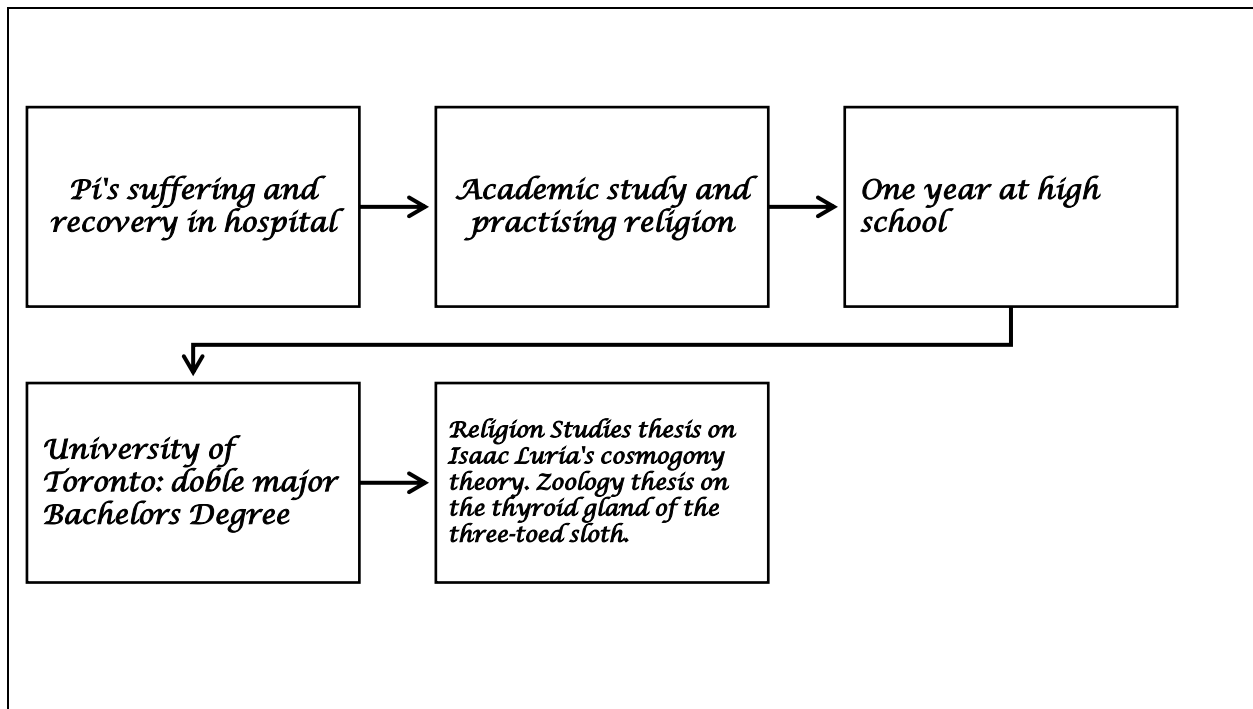 Pi's suffering and
recovery in hospital
Academic study and
practising religion
One year at high
school
University of
Toronto: doble major
Bachelors Degree
Religion Studies thesis on
Isaac Luria's cosmogony
theory. Zoology thesis on
the thyroid gland of the
three-toed sloth.